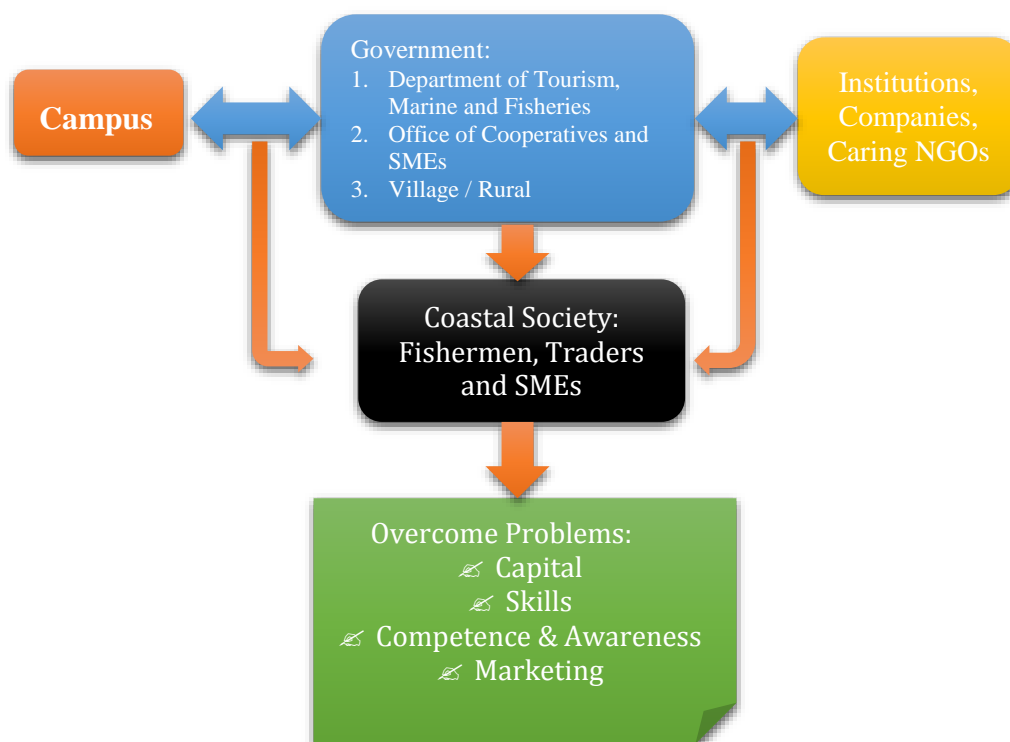 Campus
Government:
1. Department of Tourism,
Marine and Fisheries
2. Office of Cooperatives and
SMEs
3. Village / Rural
Institutions,
Companies,
Caring NGOs
Coastal Society:
Fishermen, Traders
and SMEs
Overcome Problems:
✍ Capital
✍ Skills
✍ Competence & Awareness
✍ Marketing